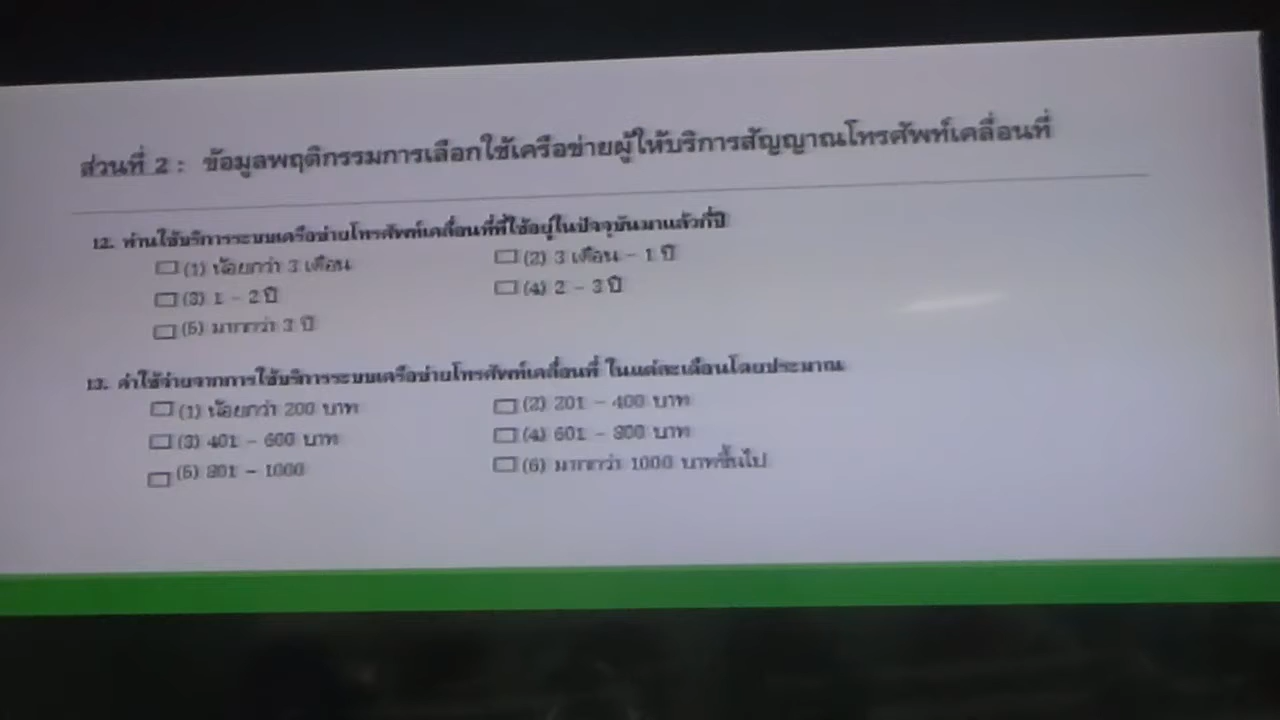 ส่วนที่ 2 : ข้อมูลพฤติกรรมการเลือกใช้เครือข่ายผู้ให้บริการสัญญาณโทรศัพท์เคลื่อนที่
12. ท่านใช้บริการระบบเครือข่ายโทรศัพท์เคลื่อนที่ที่ใช้อยู่ในปัจจุบันมาแล้วกี่ปี
(1) น้อยกว่า 3 เดือน (2) 3 เดือน - 1 ปี
(3) 1 - 2 ปี (4) 2 - 3 ปี
(5) มากกว่า 3 ปี
13. ค่าใช้จ่ายจากการใช้บริการระบบเครือข่ายโทรศัพท์เคลื่อนที่ ในแต่ละเดือนโดยประมาณ
(1) น้อยกว่า 200 บาท (2) 201 - 400 บาท
(3) 401 - 600 บาท (4) 601 - 800 บาท
(5) 801 - 1000 (6) มากกว่า 1000 บาทขึ้นไป